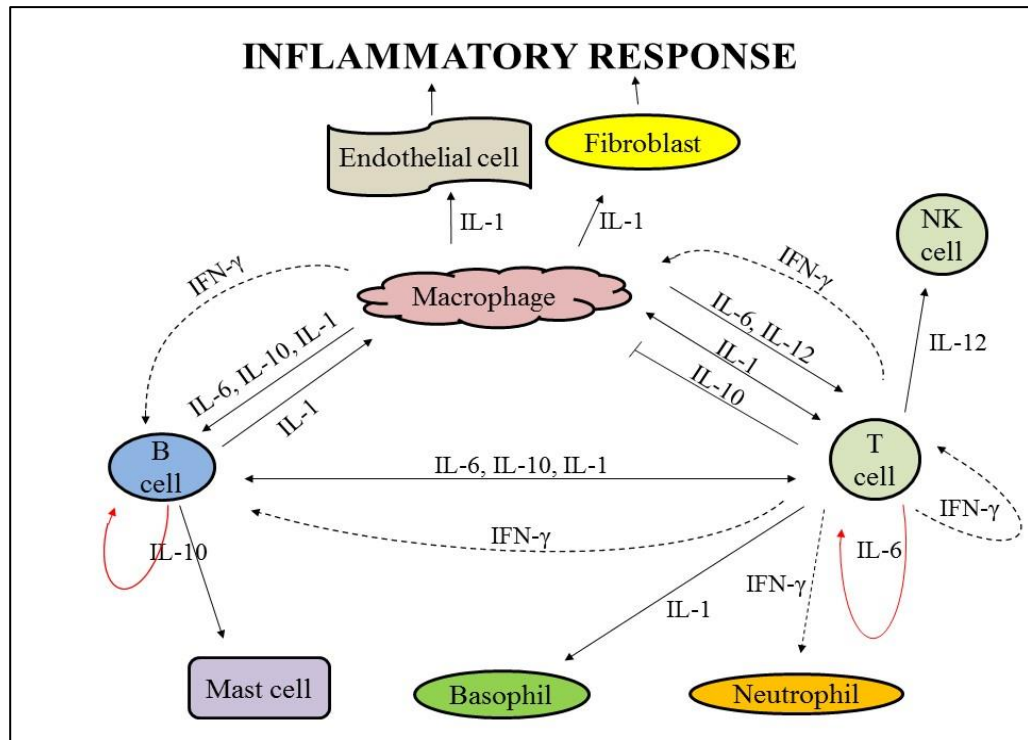 INFLAMMATORY RESPONSE
Endothelial cell
Fibroblast
IL-1
IL-1
NK
cell
IFN-γ
IFN-γ
Macrophage
IL-6, IL-12
IL-12
IL-1
IL-10
IL-6, IL-10, IL-1
IL-1
B
cell
T
cell
IL-6, IL-10, IL-1
IFN-γ
IFN-γ
IL-10
IL-6
IFN-γ
IL-1
Mast cell
Basophil
Neutrophil